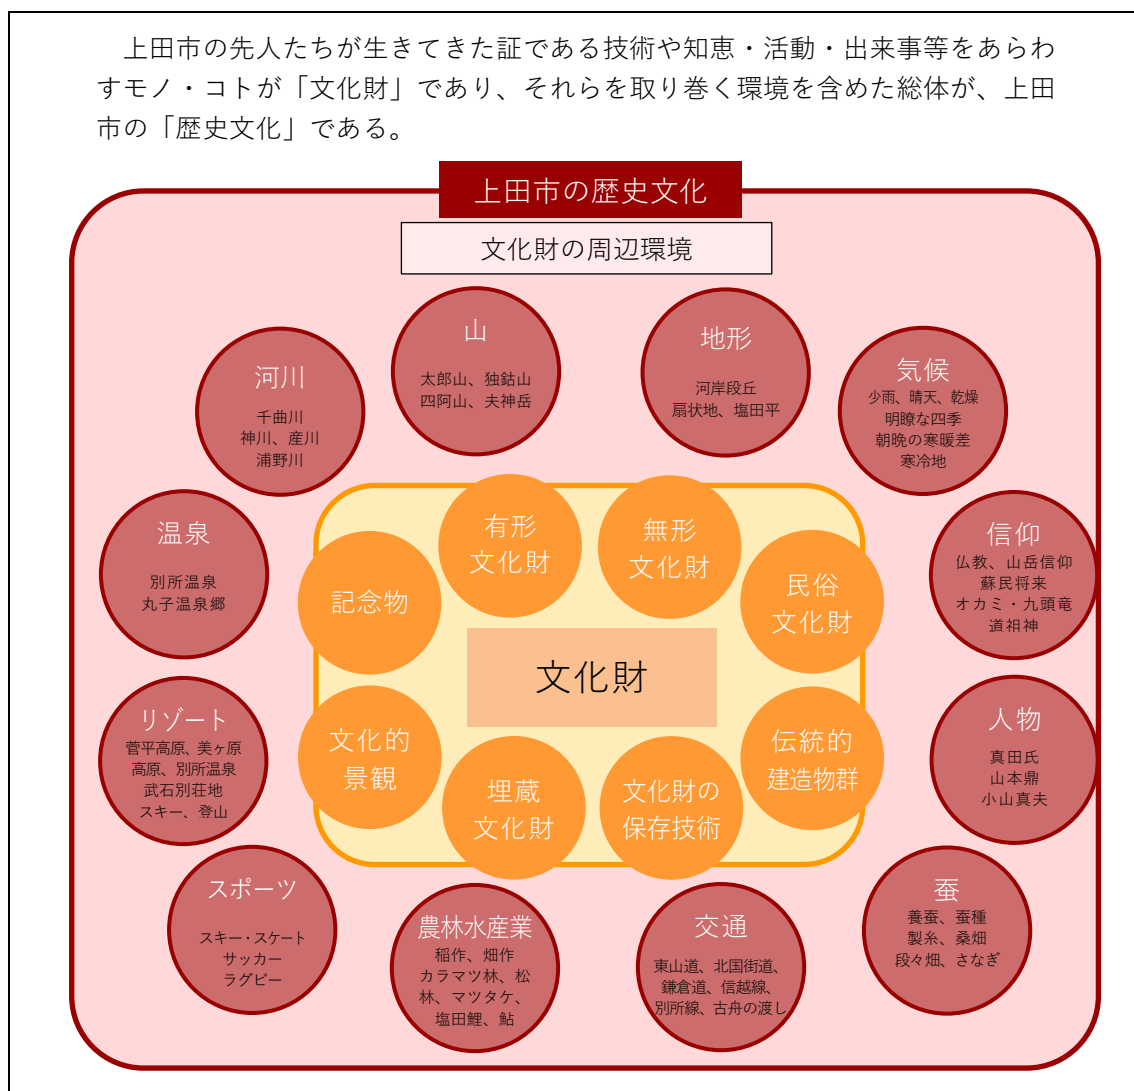 上田市の先人たちが生きてきた証である技術や知恵・活動・出来事等をあらわ
すモノ・コトが「文化財」であり、それらを取り巻く環境を含めた総体が、上田
市の「歴史文化」である。
上田市の歴史文化
文化財の周辺環境
山
太郎山、独鈷山
四阿山、夫神岳
地形
河岸段丘
扇状地、塩田平
河川
千曲川
神川、産川
浦野川
気候
少雨、晴天、乾燥
明瞭な四季
朝晩の寒暖差
寒冷地
温泉
別所温泉
丸子温泉郷
信仰
仏教、山岳信仰
蘇民将来
オカミ・九頭竜
道祖神
リゾート
菅平高原、美ヶ原
高原、別所温泉
武石別荘地
スキー、登山
人物
真田氏
山本鼎
小山真夫
スポーツ
スキー・スケート
サッカー
ラグビー
農林水産業
稲作、畑作
カラマツ林、松
林、マツタケ、
塩田鯉、鮎
交通
東山道、北国街道、
鎌倉道、信越線、
別所線、古舟の渡し
蚕
養蚕、蚕種
製糸、桑畑
段々畑、さなぎ
有形
文化財
無形
文化財
記念物
民俗
文化財
文化財
文化的
景観
伝統的
建造物群
埋蔵
文化財
文化財の
保存技術